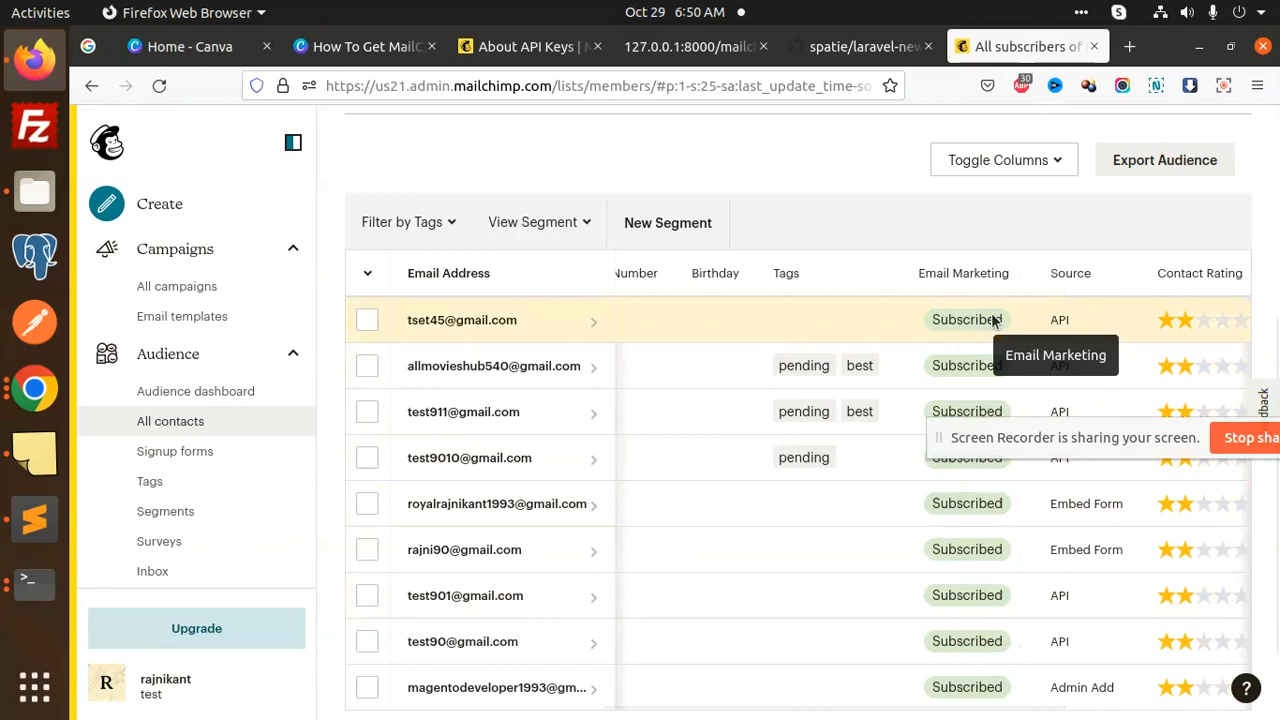 Activities
Firefox Web Browser
Oct 29 6:50 AM
Home - Canva
How To Get MailC
About API Keys | M
127.0.0.1:8000/mailch
spatie/laravel-new
All subscribers of
https://us21.admin.mailchimp.com/lists/members/#p:1-s:25-sa:last_update_time-so
30
ABP
Create
Campaigns
All campaigns
Email templates
Audience
Audience dashboard
All contacts
Signup forms
Tags
Segments
Surveys
Inbox
Upgrade
R
rajnikant
test
Toggle Columns
Export Audience
Filter by Tags
View Segment
New Segment
Email Address
Number
Birthday
Tags
Email Marketing
Source
Contact Rating
tset45@gmail.com
Subscribed
API
Email Marketing
allmovieshub540@gmail.com
pending
best
Subscribed
API
test911@gmail.com
pending
best
Subscribed
API
Screen Recorder is sharing your screen.
Stop sha
test9010@gmail.com
pending
Subscribed
API
royalrajnikant1993@gmail.com
Subscribed
Embed Form
rajni90@gmail.com
Subscribed
Embed Form
test901@gmail.com
Subscribed
API
test90@gmail.com
Subscribed
API
magentodeveloper1993@gm...
Subscribed
Admin Add
dback
?